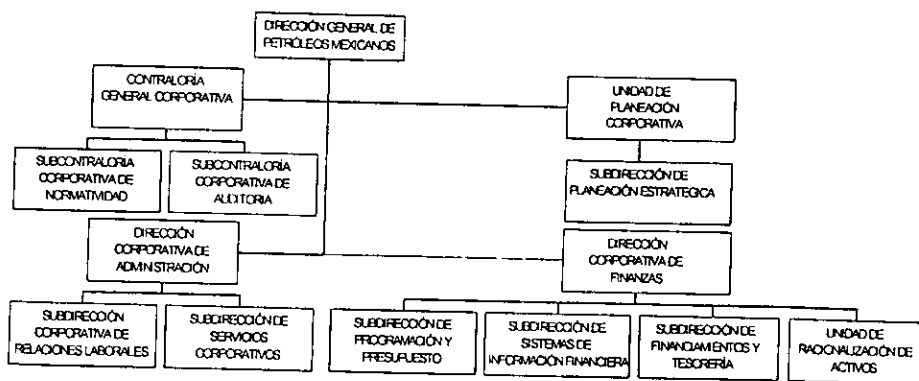 DIRECCIÓN GENERAL DE
PETRÓLEOS MEXICANOS
CONTRALORÍA
GENERAL CORPORATIVA
UNIDAD DE
PLANEACIÓN
CORPORATIVA
SUBCONTRALORÍA
CORPORATIVA DE
NORMATIVIDAD
SUBCONTRALORÍA
CORPORATIVA DE
AUDITORIA
SUBDIRECCIÓN DE
PLANEACIÓN ESTRATEGICA
DIRECCIÓN
CORPORATIVA DE
ADMINISTRACIÓN
DIRECCIÓN
CORPORATIVA DE
FINANZAS
SUBDIRECCIÓN
CORPORATIVA DE
RELACIONES LABORALES
SUBDIRECCIÓN DE
SERVICIOS
CORPORATIVOS
SUBDIRECCIÓN DE
PROGRAMACIÓN Y
PRESUPUESTO
SUBDIRECCIÓN DE
SISTEMAS DE
INFORMACIÓN FINANCIERA
SUBDIRECCIÓN DE
FINANCIAMIENTOS Y
TESORERÍA
UNIDAD DE
RACIONALIZACIÓN DE
ACTIVOS